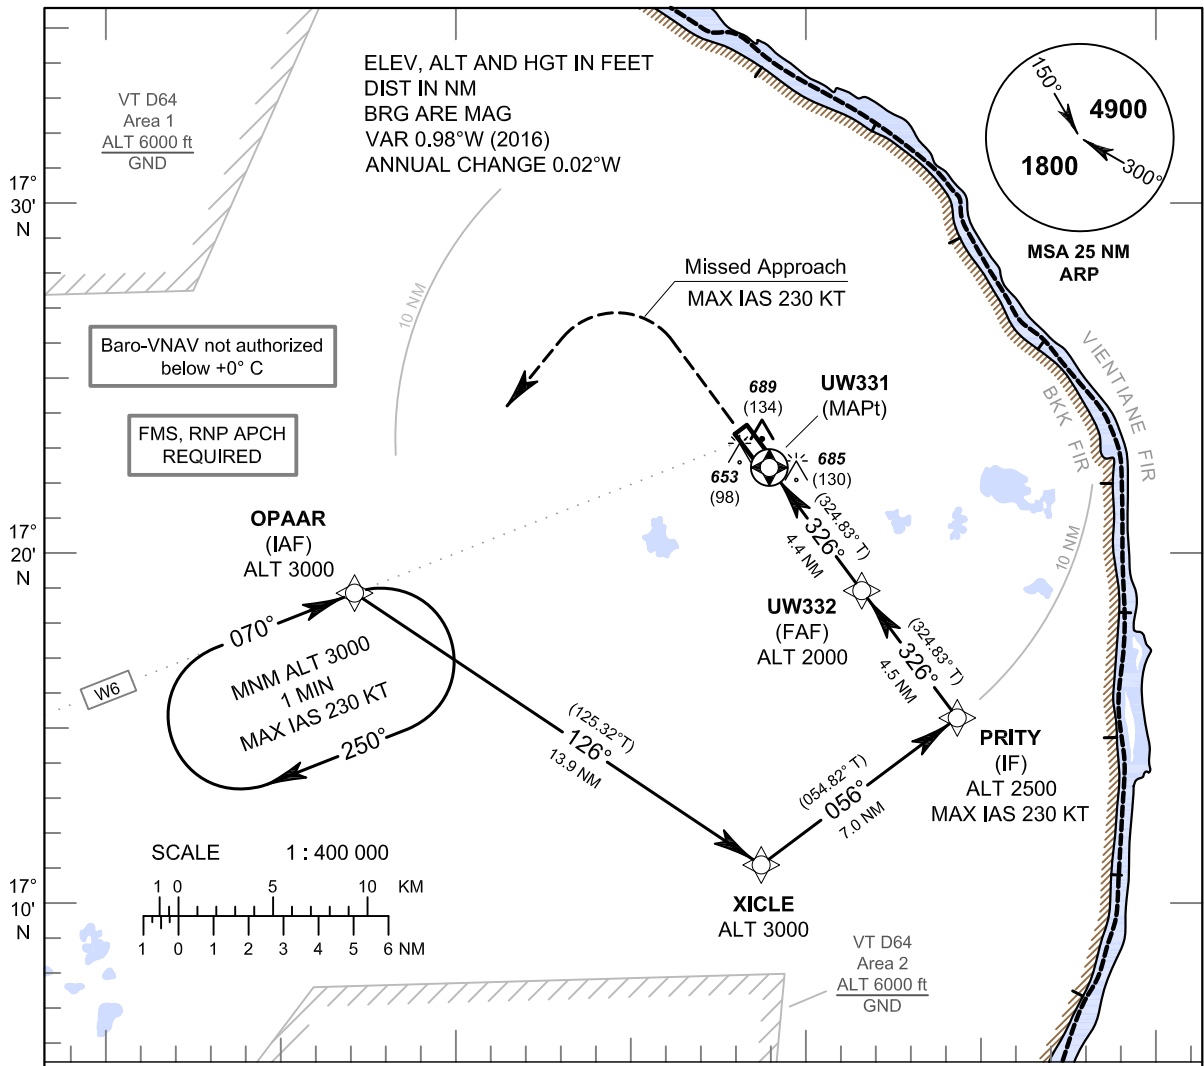 ELEV, ALT AND HGT IN FEET
DIST IN NM
BRG ARE MAG
VAR 0.98°W (2016)
ANNUAL CHANGE 0.02°W
VT D64
Area 1
ALT 6000 ft
GND
150°
4900
1800
300°
MSA 25 NM
ARP
17°
30'
N
10 NM
Missed Approach
MAX IAS 230 KT
Baro-VNAV not authorized
below +0° C
FMS, RNP APCH
REQUIRED
VIENTIANE FIR
BKK FIR
689
(134)
UW331
(MAPt)
653
(98)
685
(130)
17°
20'
N
OPAAR
(IAF)
ALT 3000
(324.83° T)
326°
4.4 NM
10 NM
UW332
(FAF)
ALT 2000
(324.83° T)
326°
4.5 NM
070°
MNM ALT 3000
1 MIN
MAX IAS 230 KT
250°
W6
(125.32°T)
126°
13.9 NM
PRITY
(IF)
ALT 2500
MAX IAS 230 KT
(054.82° T)
056°
7.0 NM
SCALE 1 : 400 000
1 0 5 10 KM
1 0 1 2 3 4 5 6 NM
17°
10'
N
XICLE
ALT 3000
VT D64
Area 2
ALT 6000 ft
GND